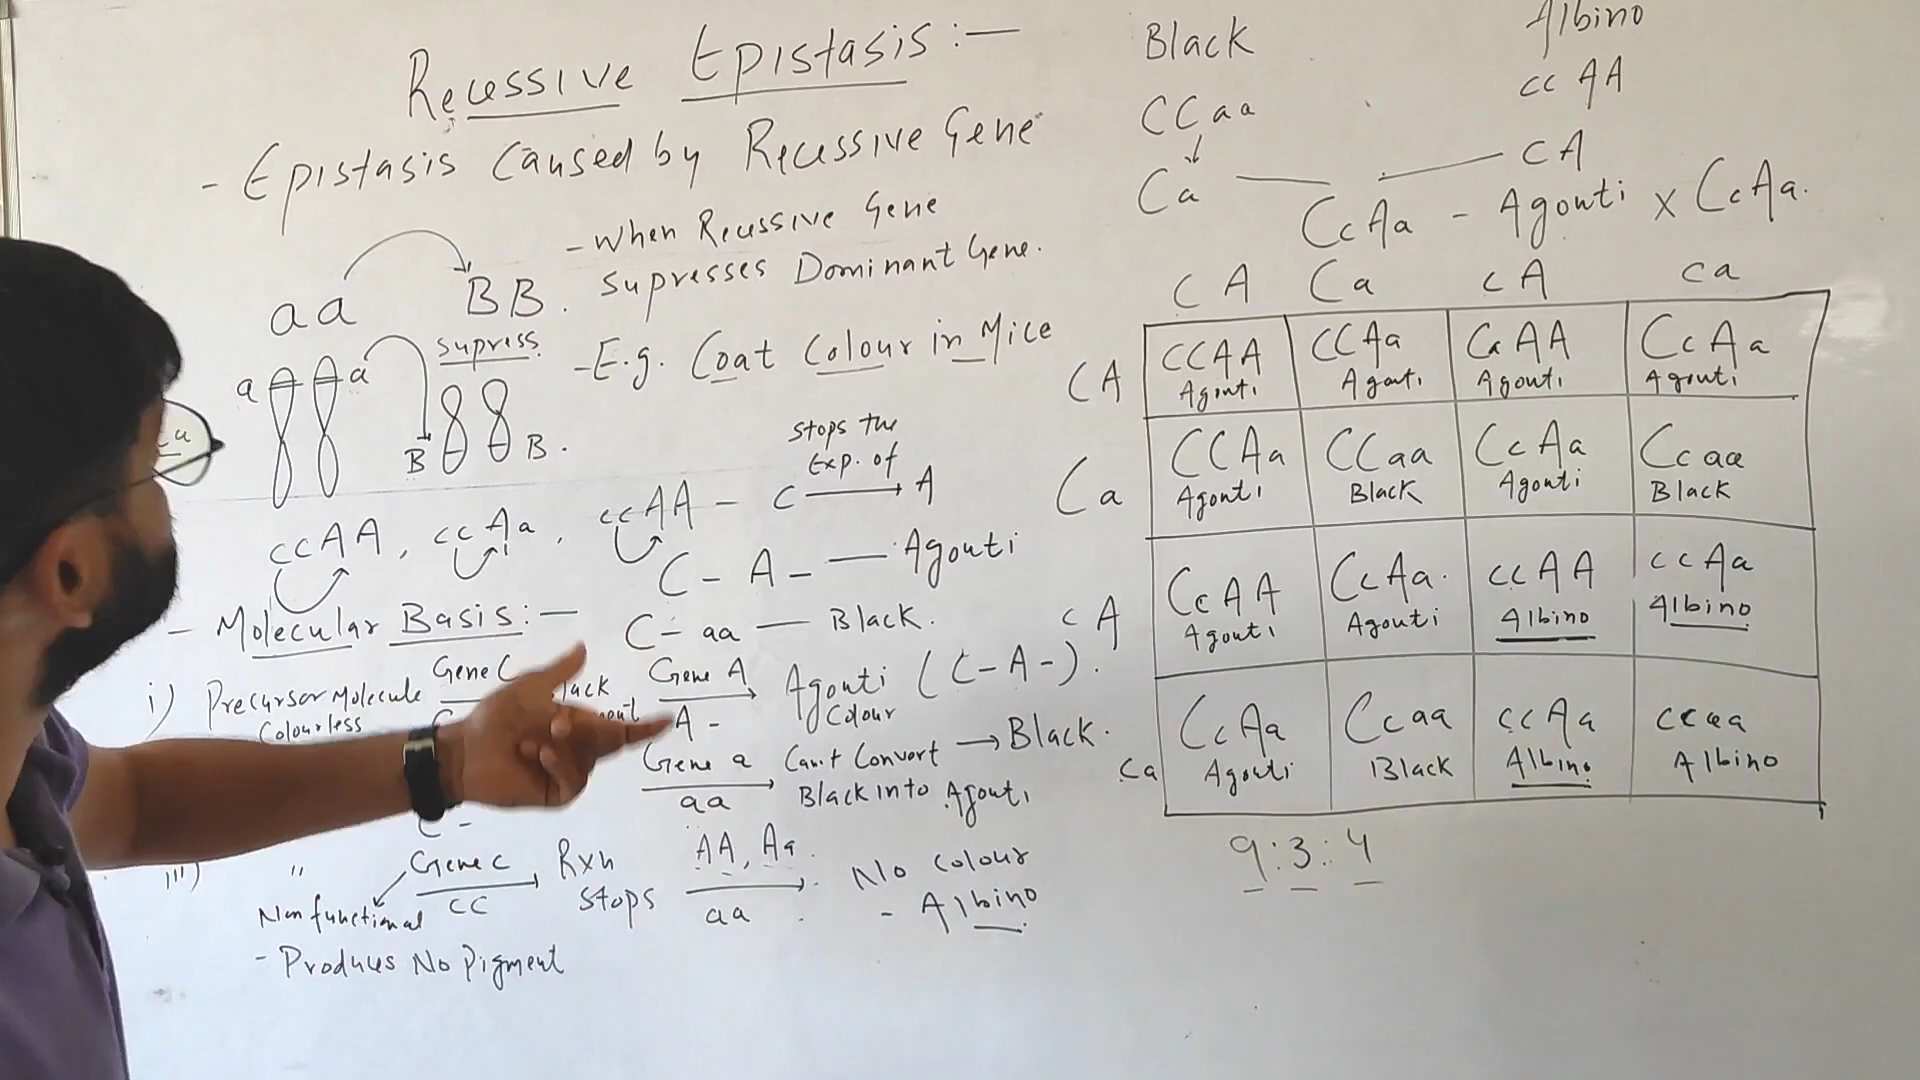 Recessive Epistasis :-
- Epistasis Caused by Recessive Gene
- When Recessive Gene
Supresses Dominant Gene.
aa BB.
supress
a a
B B.
- E.g. Coat Colour in Mice
Stops the
Exp. of
ccAA, ccAa, ccAA - c → A
C - A - — Agouti
C - aa — Black.
- Molecular Basis :-
i) Precursor Molecule Gene C Gene A Agouti (C-A-).
Colourless A - Colour
Gene a Can't Convert → Black.
aa Black into Agouti
C -
iii) " Gene c Rxn AA, Aa. No Colour
Non functional cc Stops aa - Albino
- Produces No Pigment
Black Albino
CCaa cc AA
Ca cA
CcAa - Agouti x CcAa.
CA Ca cA ca
CA CCAA CCAa CcAA CcAa
Agouti Agouti Agouti Agouti
Ca CCAa CCaa CcAa Ccaa
Agouti Black Agouti Black
cA CcAA CcAa. ccAA ccAa
Agouti Agouti Albino Albino
ca CcAa Ccaa ccAa ccaa
Agouti Black Albino Albino
9:3:4